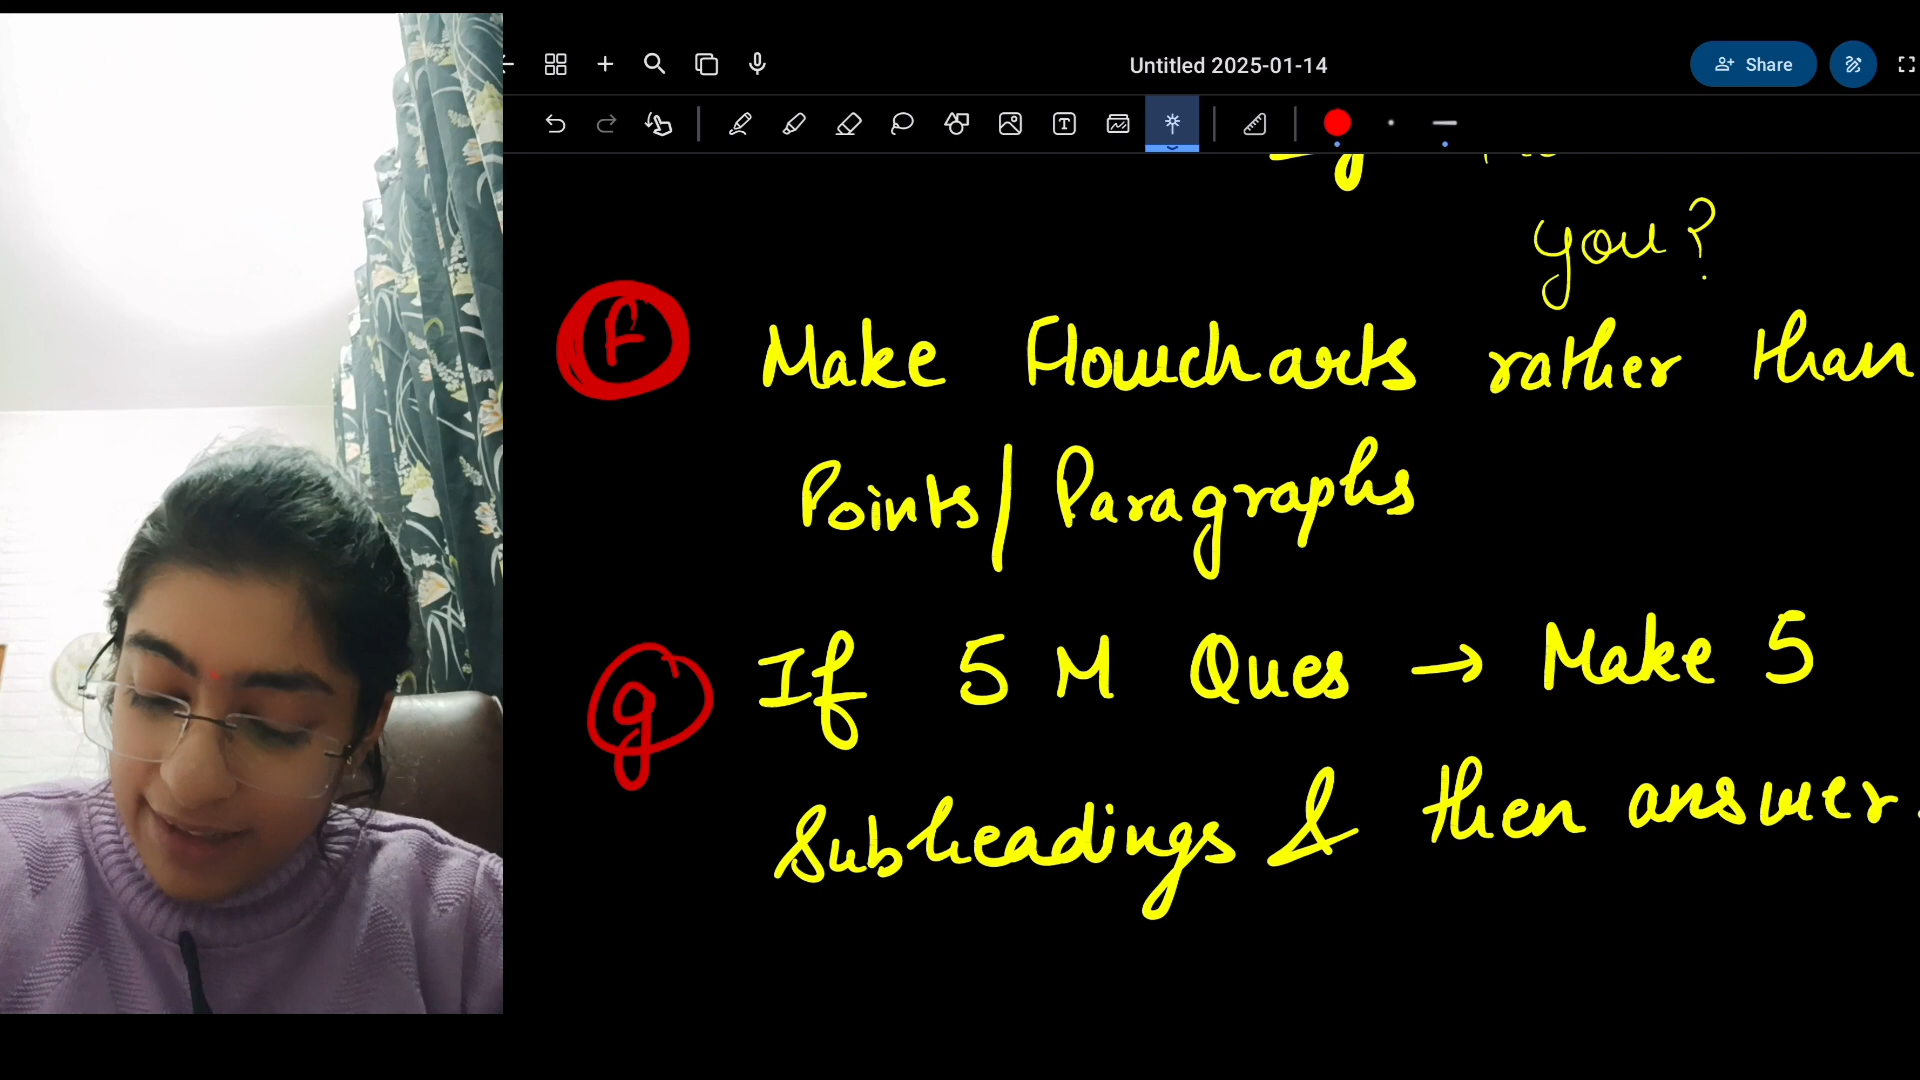 Untitled 2025-01-14
Share
you?
f Make Flowcharts rather than
Points/Paragraphs
g If 5 M Ques → Make 5
Subheadings & then answer.